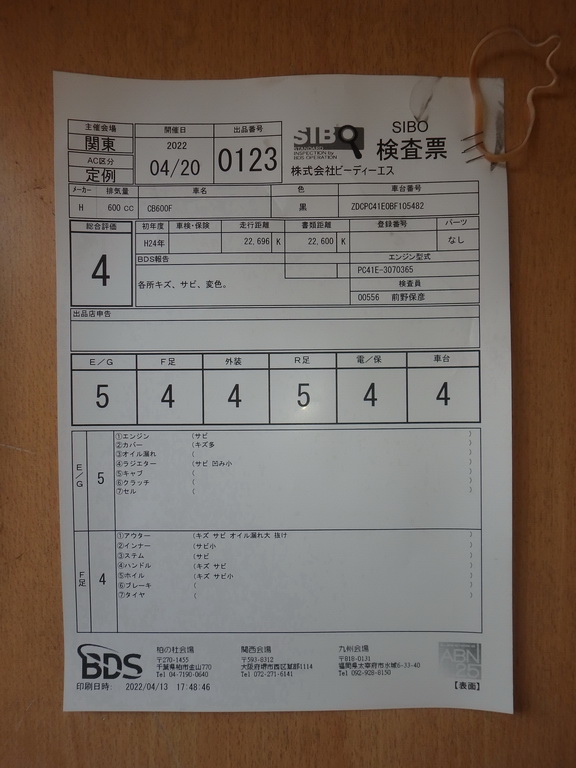 主催会場 開催日 出品番号
関東 2022 0123
AC区分 04/20
定例
SIBO
STANDARD INSPECTION by BDS OPERATION
SIBO
検査票
株式会社ビーディーエス
メーカー 排気量 車名 色 車台番号
H 600 CC CB600F 黒 ZDCPC41E0BF105482
総合評価 初年度 車検・保険 走行距離 書類距離 登録番号 パーツ
4 H24年 22,696 K 22,600 K なし
BDS報告 エンジン型式
PC41E-3070365
各所キズ、サビ、変色。 検査員
00556 前野保彦
出品店申告
E/G F足 外装 R足 電/保 車台
5 4 4 5 4 4
E/G 5
①エンジン (サビ )
②カバー (キズ多 )
③オイル漏れ ( )
④ラジエター (サビ 凹み小 )
⑤キャブ ( )
⑥クラッチ ( )
⑦セル ( )
F足 4
①アウター (キズ サビ オイル漏れ大 抜け )
②インナー (サビ小 )
③ステム (サビ )
④ハンドル (キズ サビ )
⑤ホイル (キズ サビ小 )
⑥ブレーキ ( )
⑦タイヤ ( )
BDS
柏の杜会場 関西会場 九州会場
〒270-1455 〒593-8312 〒818-0131
千葉県柏市金山770 大阪府堺市西区草部1114 福岡県太宰府市水城6-33-40
Tel 04-7190-0640 Tel 072-271-6141 Tel 092-928-8150
印刷日時: 2022/04/13 17:48:46 【表面】